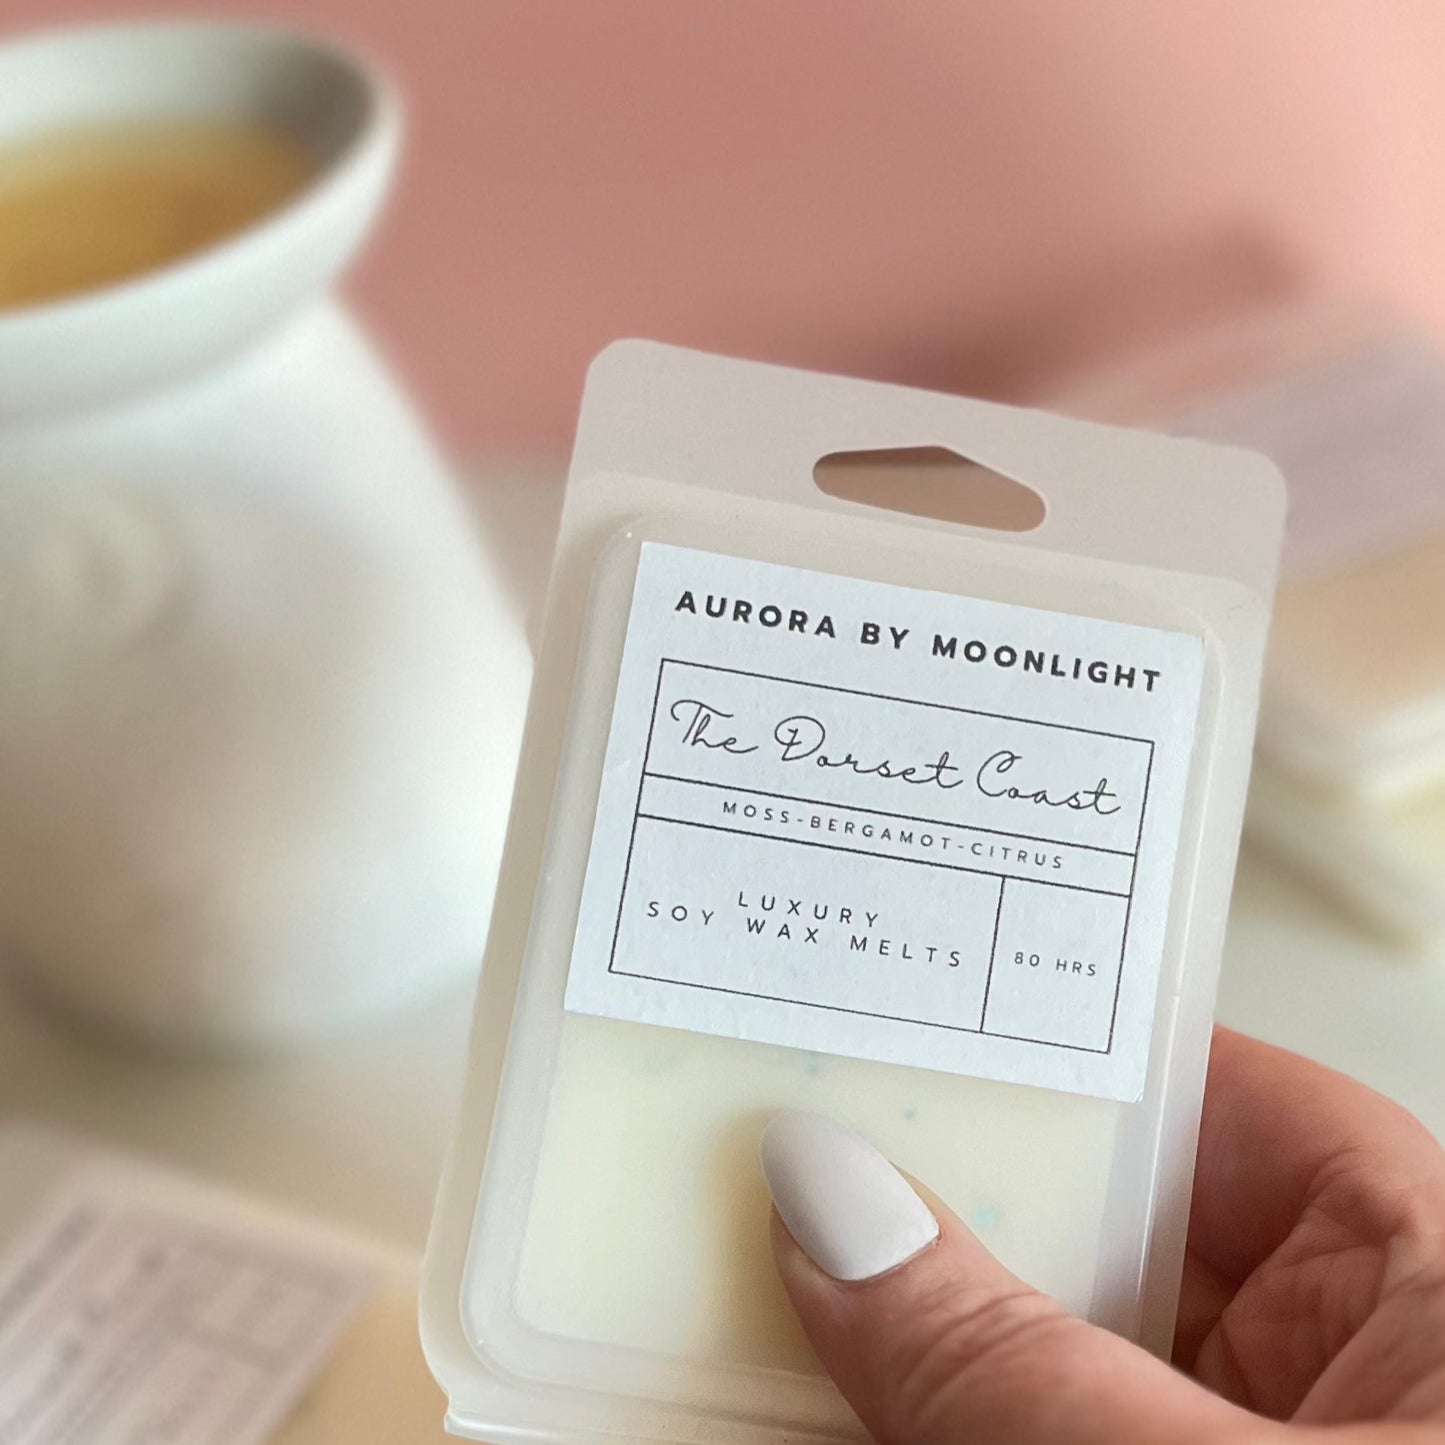 AURORA BY MOONLIGHT
The Dorset Coast
MOSS-BERGAMOT-CITRUS
LUXURY
SOY WAX MELTS
80 HRS